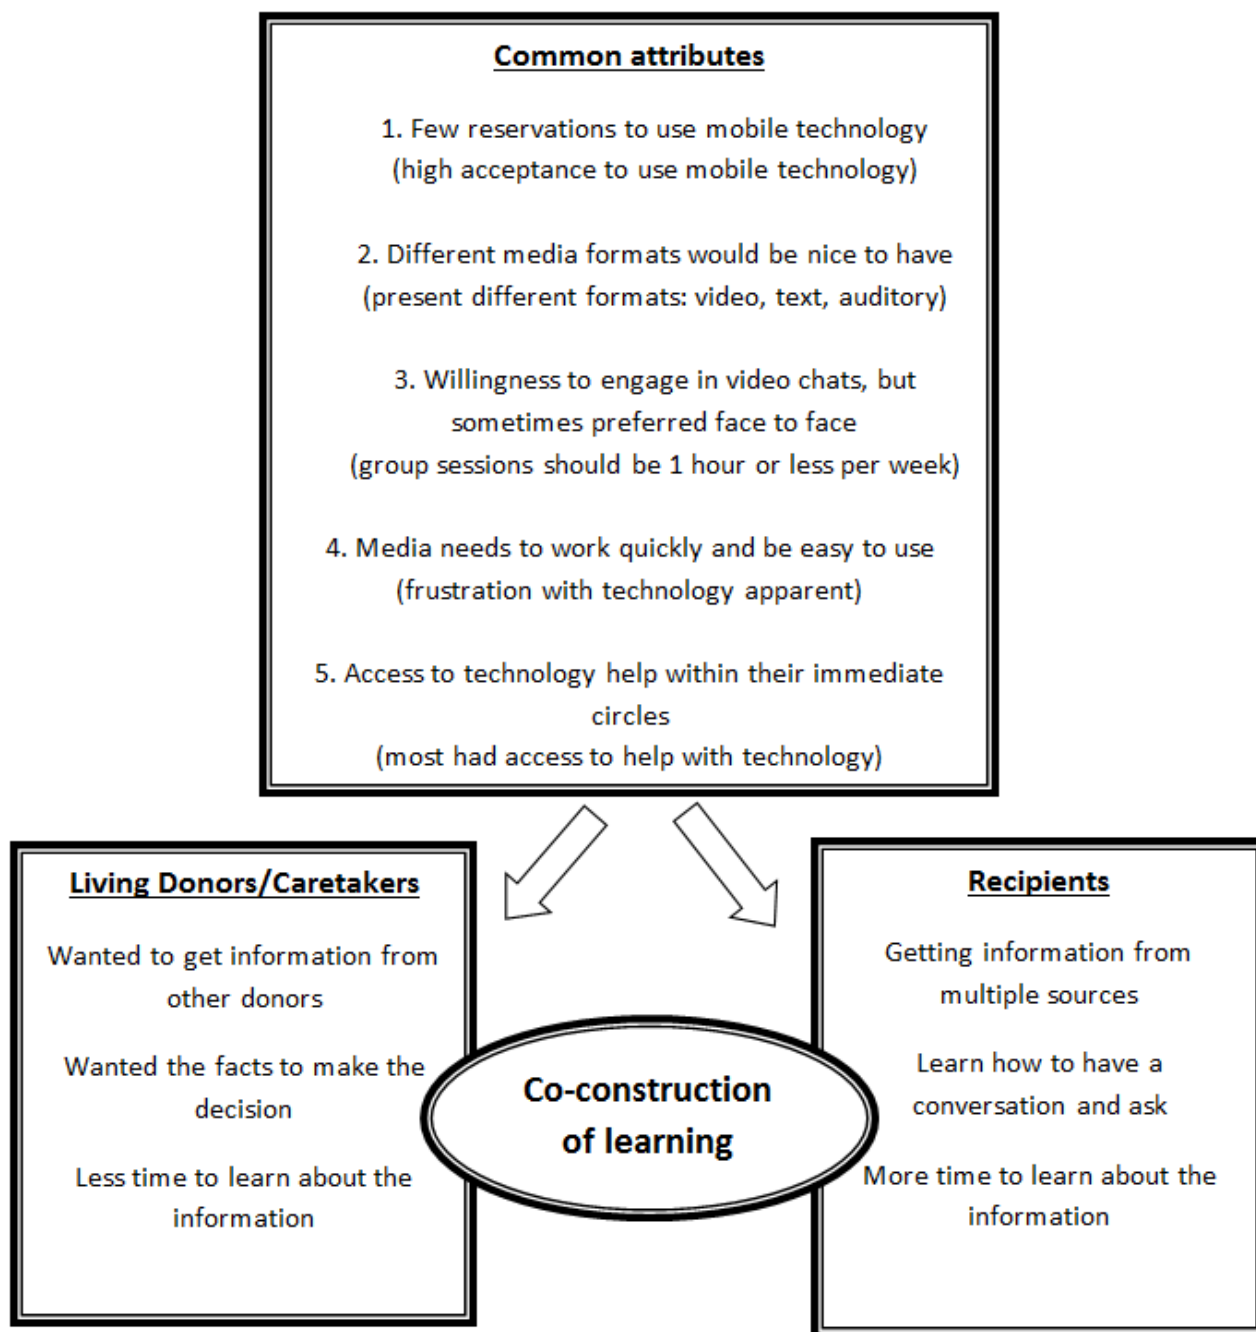 Common attributes
1. Few reservations to use mobile technology
(high acceptance to use mobile technology)
2. Different media formats would be nice to have
(present different formats: video, text, auditory)
3. Willingness to engage in video chats, but
sometimes preferred face to face
(group sessions should be 1 hour or less per week)
4. Media needs to work quickly and be easy to use
(frustration with technology apparent)
5. Access to technology help within their immediate
circles
(most had access to help with technology)
Living Donors/Caretakers
Wanted to get information from
other donors
Wanted the facts to make the
decision
Less time to learn about the
information
Co-construction
of learning
Recipients
Getting information from
multiple sources
Learn how to have a
conversation and ask
More time to learn about the
information